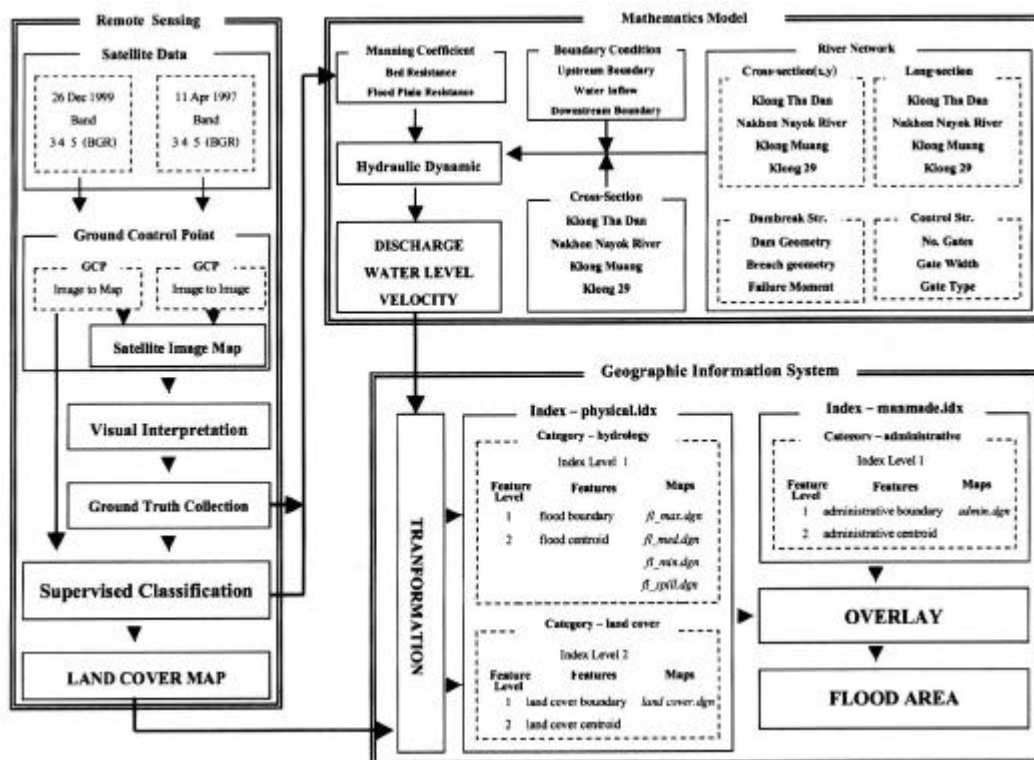 Remote Sensing
Satellite Data
26 Dec 1999
Band
3 4 5 (BGR)
11 Apr 1997
Band
3 4 5 (BGR)
Ground Control Point
GCP
Image to Map
GCP
Image to Image
Satellite Image Map
Visual Interpretation
Ground Truth Collection
Supervised Classification
LAND COVER MAP
Mathematics Model
Manning Coefficient
Bed Resistance
Flood Plain Resistance
Hydraulic Dynamic
DISCHARGE
WATER LEVEL
VELOCITY
Boundary Condition
Upstream Boundary
Water Inflow
Downstream Boundary
Cross-Section
Klong Tha Dan
Nakhon Nayok River
Klong Muang
Klong 29
River Network
Cross-section(x,y)
Klong Tha Dan
Nakhon Nayok River
Klong Muang
Klong 29
Long-section
Klong Tha Dan
Nakhon Nayok River
Klong Muang
Klong 29
Dambreak Str.
Dam Geometry
Breach geometry
Failure Moment
Control Str.
No. Gates
Gate Width
Gate Type
Geographic Information System
TRANFORMATION
Index – physical.idx
Category – hydrology
Index Level 1
Feature Level Features Maps
1 flood boundary fl_max.dgn
2 flood centroid fl_med.dgn
fl_min.dgn
fl_spill.dgn
Category – land cover
Index Level 2
Feature Level Features Maps
1 land cover boundary land cover.dgn
2 land cover centroid
Index – manmade.idx
Category – administrative
Index Level 1
Feature Level Features Maps
1 administrative boundary admin.dgn
2 administrative centroid
OVERLAY
FLOOD AREA